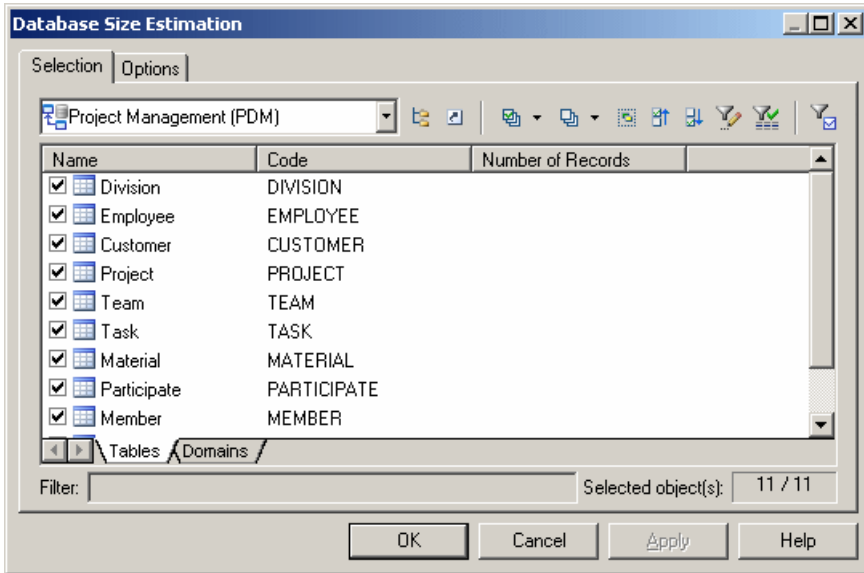 Database Size Estimation
Selection Options
Project Management (PDM)
Name Code Number of Records
Division DIVISION
Employee EMPLOYEE
Customer CUSTOMER
Project PROJECT
Team TEAM
Task TASK
Material MATERIAL
Participate PARTICIPATE
Member MEMBER
Tables Domains
Filter: Selected object(s): 11 / 11
OK Cancel Apply Help